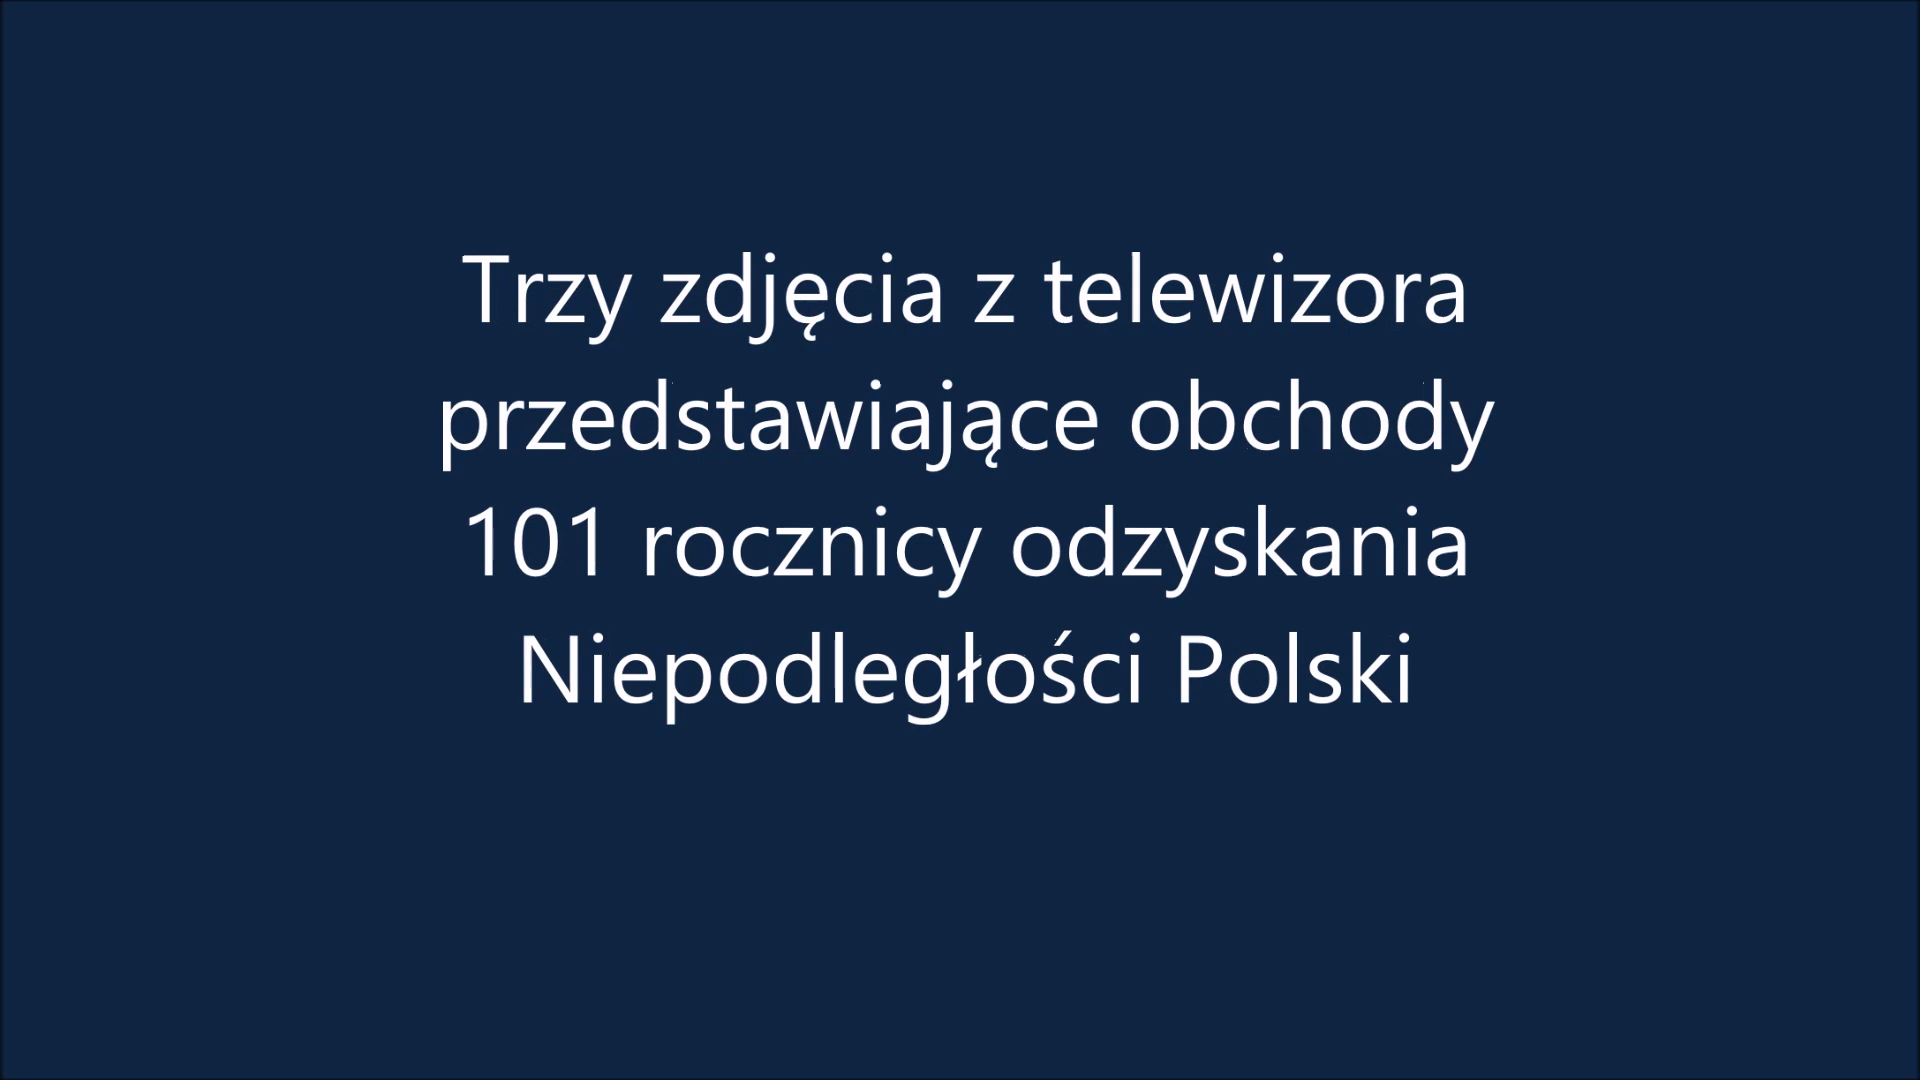 Trzy zdjęcia z telewizora
przedstawiające obchody
101 rocznicy odzyskania
Niepodległości Polski